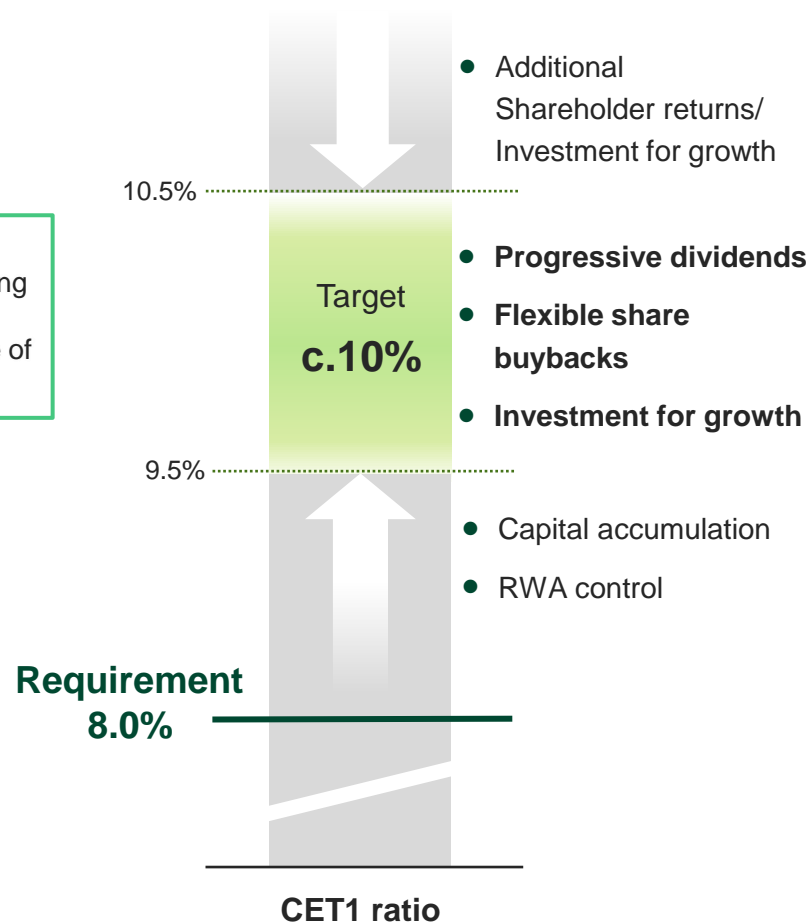 ● Additional
Shareholder returns/
Investment for growth
10.5%
ng
of
Target
c.10%
● Progressive dividends
● Flexible share
buybacks
● Investment for growth
9.5%
● Capital accumulation
● RWA control
Requirement
8.0%
CET1 ratio